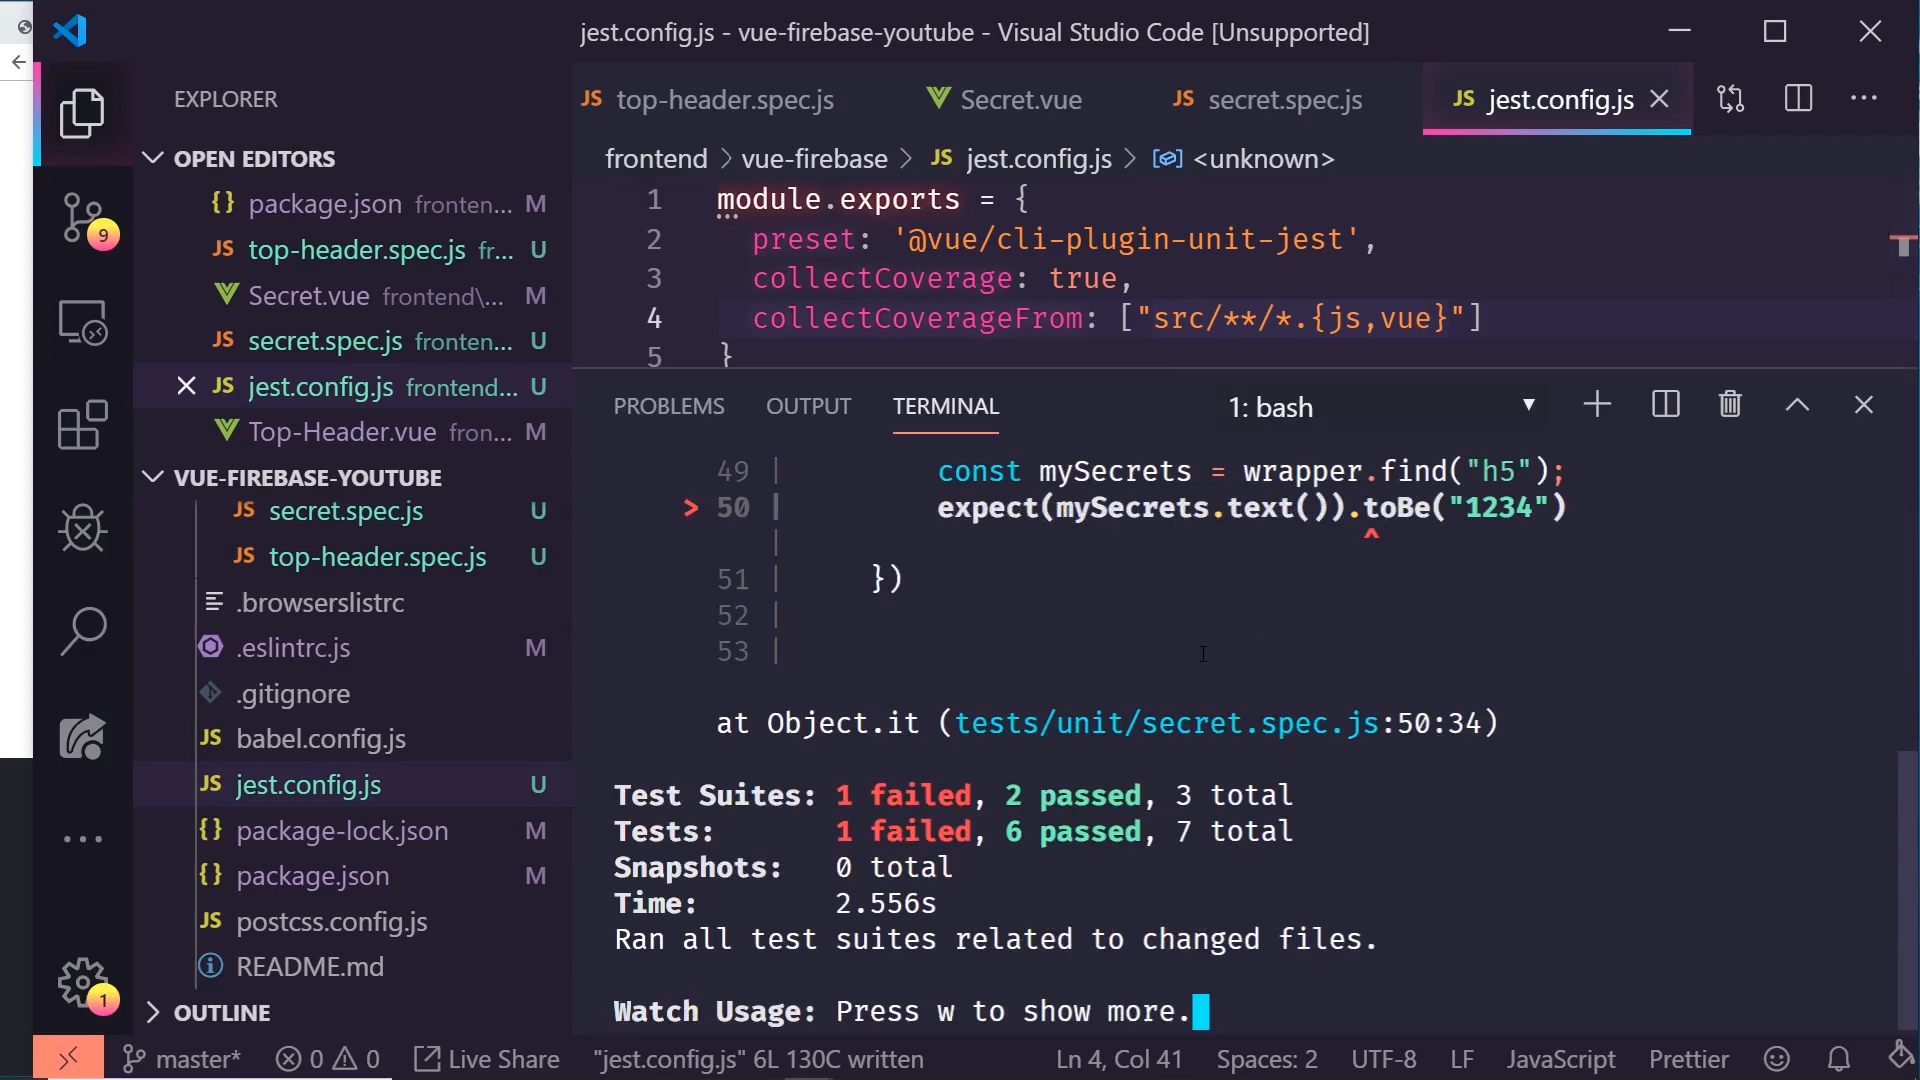 jest.config.js - vue-firebase-youtube - Visual Studio Code [Unsupported]
EXPLORER
OPEN EDITORS
{} package.json fronten... M
JS top-header.spec.js fr... U
Secret.vue frontend\... M
JS secret.spec.js fronten... U
JS jest.config.js frontend... U
Top-Header.vue fron... M
VUE-FIREBASE-YOUTUBE
JS secret.spec.js U
JS top-header.spec.js U
.browserslistrc
.eslintrc.js M
.gitignore
JS babel.config.js
JS jest.config.js U
{} package-lock.json M
{} package.json M
JS postcss.config.js
README.md
OUTLINE
9
1
JS top-header.spec.js
Secret.vue
JS secret.spec.js
JS jest.config.js
frontend > vue-firebase > JS jest.config.js > <unknown>
1 module.exports = {
2 preset: '@vue/cli-plugin-unit-jest',
3 collectCoverage: true,
4 collectCoverageFrom: ["src/**/*.{js,vue}"]
5 }
PROBLEMS OUTPUT TERMINAL 1: bash
49 | const mySecrets = wrapper.find("h5");
> 50 | expect(mySecrets.text()).toBe("1234")
| ^
51 | })
52 |
53 |
at Object.it (tests/unit/secret.spec.js:50:34)
Test Suites: 1 failed, 2 passed, 3 total
Tests: 1 failed, 6 passed, 7 total
Snapshots: 0 total
Time: 2.556s
Ran all test suites related to changed files.
Watch Usage: Press w to show more.
master* 0 0 Live Share "jest.config.js" 6L 130C written Ln 4, Col 41 Spaces: 2 UTF-8 LF JavaScript Prettier